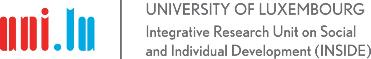 uni.lu
UNIVERSITY OF LUXEMBOURG
Integrative Research Unit on Social
and Individual Development (INSIDE)